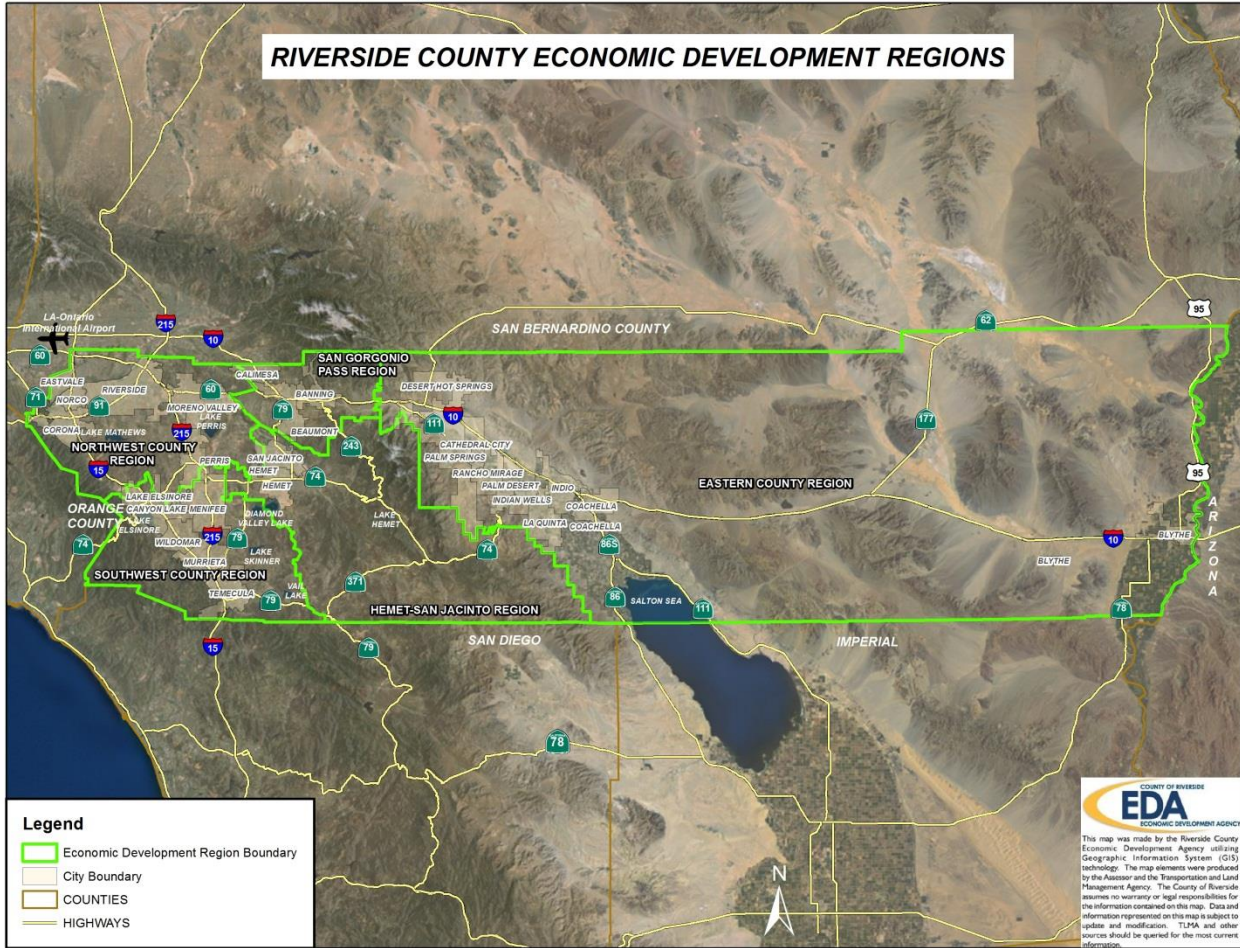 RIVERSIDE COUNTY ECONOMIC DEVELOPMENT REGIONS
LA-Ontario
International Airport
60
215
10
SAN BERNARDINO COUNTY
62
95
SAN GORGONIO
PASS REGION
CALIMESA
EASTVALE
RIVERSIDE
60
BANNING
DESERT HOT SPRINGS
71
NORCO
91
MORENO VALLEY
LAKE
PERRIS
79
111
10
177
CORONA
LAKE MATHEWS
215
BEAUMONT
243
CATHEDRAL CITY
PALM SPRINGS
NORTHWEST COUNTY
REGION
15
PERRIS
SAN JACINTO
HEMET
74
RANCHO MIRAGE
PALM DESERT
INDIO
EASTERN COUNTY REGION
95
HEMET
INDIAN WELLS
COACHELLA
LAKE ELSINORE
CANYON LAKE
MENIFEE
ORANGE
COUNTY
LAKE
ELSINORE
DIAMOND
VALLEY LAKE
LAKE
HEMET
LA QUINTA
COACHELLA
ARIZONA
74
WILDOMAR
215
79
LAKE
SKINNER
74
86S
10
BLYTHE
BLYTHE
MURRIETA
SOUTHWEST COUNTY REGION
371
TEMECULA
79
VAIL
LAKE
HEMET-SAN JACINTO REGION
86
SALTON SEA
111
78
15
79
SAN DIEGO
IMPERIAL
78
Legend
Economic Development Region Boundary
City Boundary
COUNTIES
HIGHWAYS
N
COUNTY OF RIVERSIDE
EDA
ECONOMIC DEVELOPMENT AGENCY
This map was made by the Riverside County
Economic Development Agency utilizing
Geographic Information System (GIS)
technology. The map elements were produced
by the Assessor and the Transportation and Land
Management Agency. The County of Riverside
assumes no warranty or legal responsibilities for
the information contained on this map. Data and
information represented on this map is subject to
update and modification. TLMA and other
sources should be queried for the most current
information.